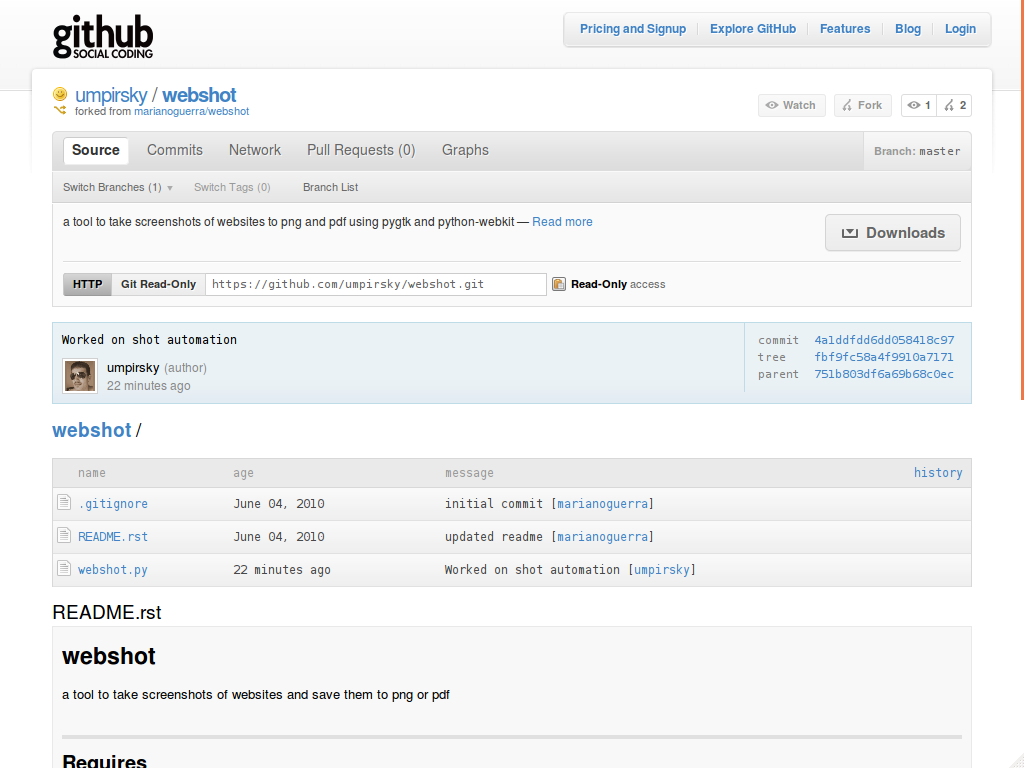 github
SOCIAL CODING
Pricing and Signup Explore GitHub Features Blog Login
umpirsky / webshot
forked from marianoguerra/webshot
Watch Fork 1 2
Source Commits Network Pull Requests (0) Graphs Branch: master
Switch Branches (1) Switch Tags (0) Branch List
a tool to take screenshots of websites to png and pdf using pygtk and python-webkit — Read more
Downloads
HTTP Git Read-Only https://github.com/umpirsky/webshot.git Read-Only access
Worked on shot automation
umpirsky (author)
22 minutes ago
commit 4a1ddfdd6dd058418c97
tree fbf9fc58a4f9910a7171
parent 751b803df6a69b68c0ec
webshot /
name age message history
.gitignore June 04, 2010 initial commit [marianoguerra]
README.rst June 04, 2010 updated readme [marianoguerra]
webshot.py 22 minutes ago Worked on shot automation [umpirsky]
README.rst
webshot
a tool to take screenshots of websites and save them to png or pdf
Requires